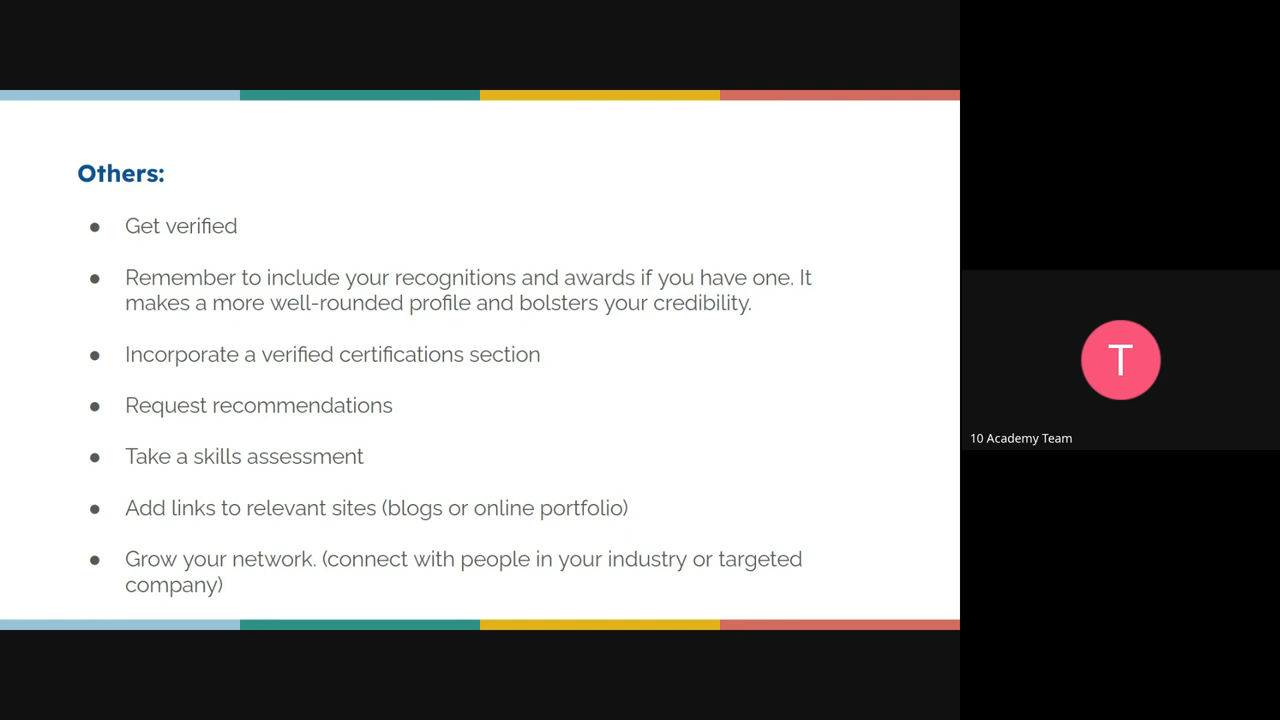 Others:
● Get verified
● Remember to include your recognitions and awards if you have one. It
makes a more well-rounded profile and bolsters your credibility.
● Incorporate a verified certifications section
● Request recommendations
● Take a skills assessment
● Add links to relevant sites (blogs or online portfolio)
● Grow your network. (connect with people in your industry or targeted
company)
T
10 Academy Team